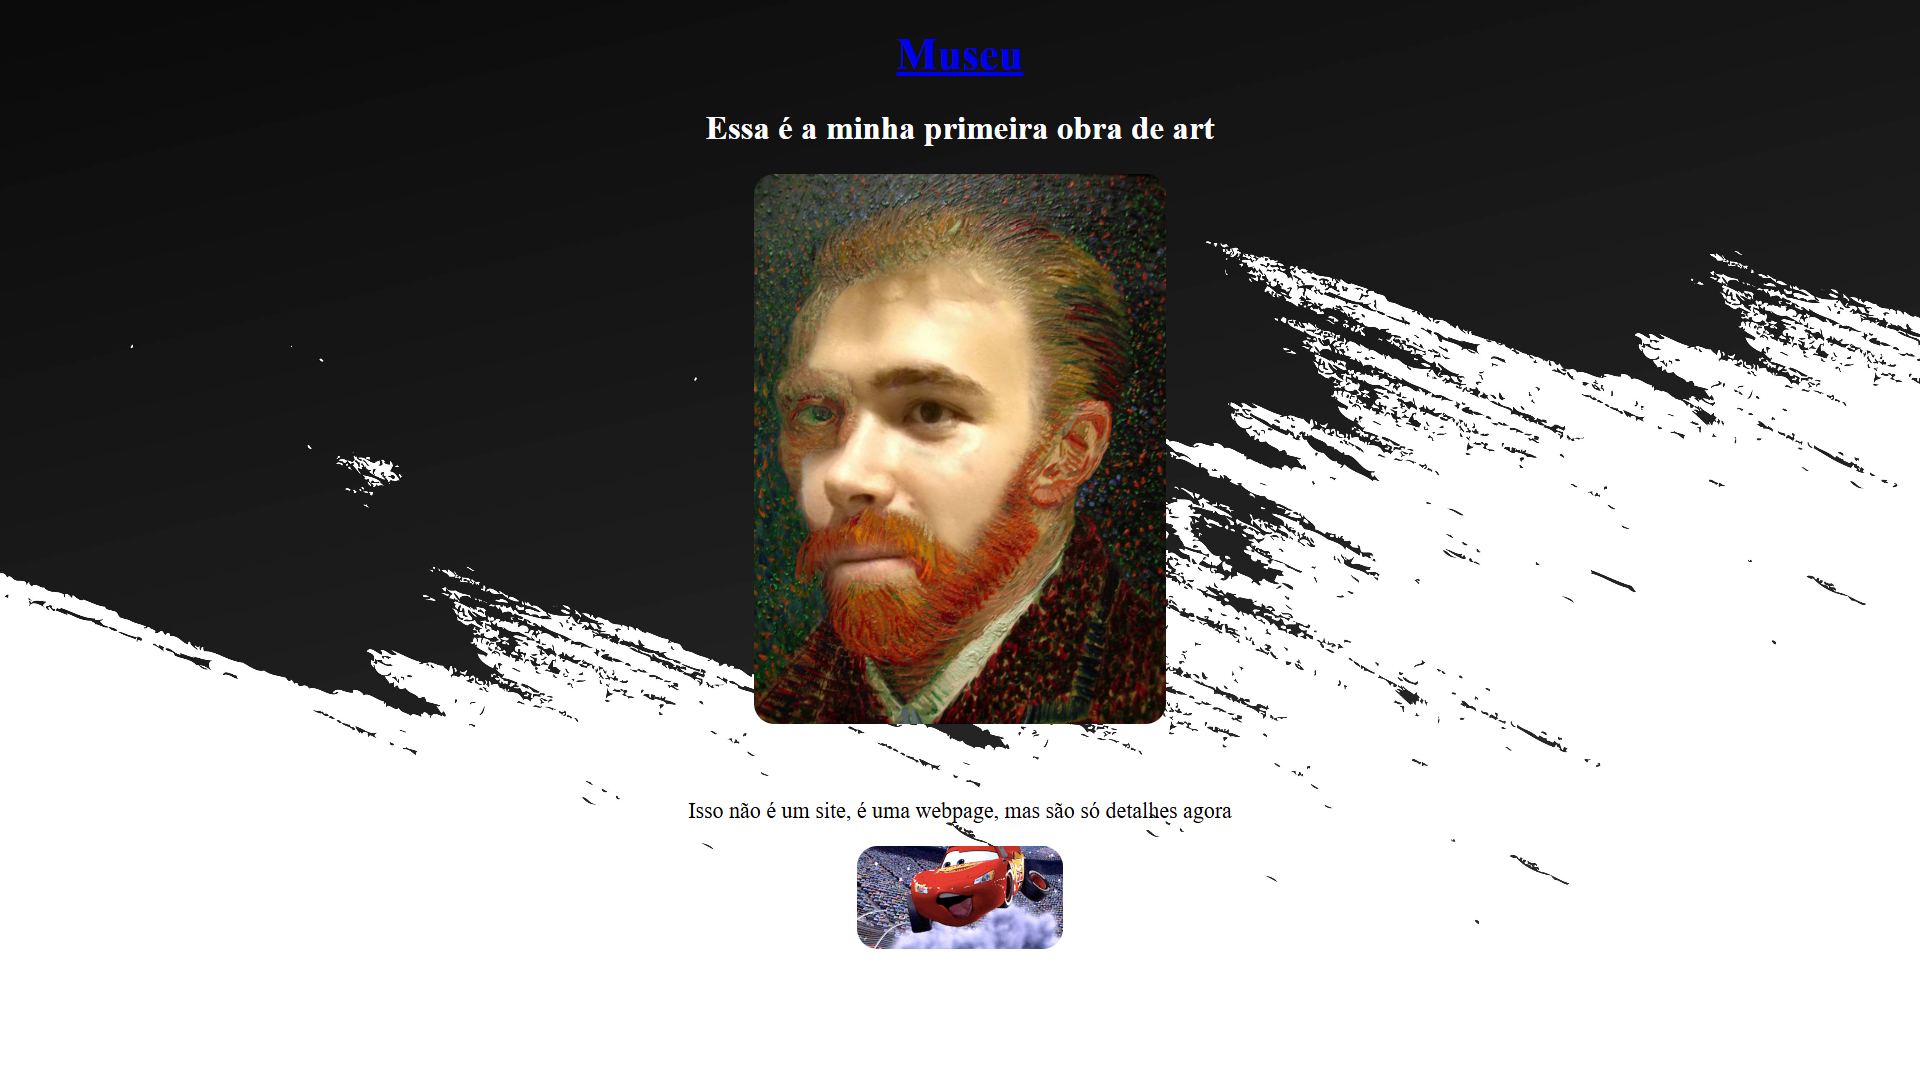 Museu
Essa é a minha primeira obra de art
Isso não é um site, é uma webpage, mas são só detalhes agora